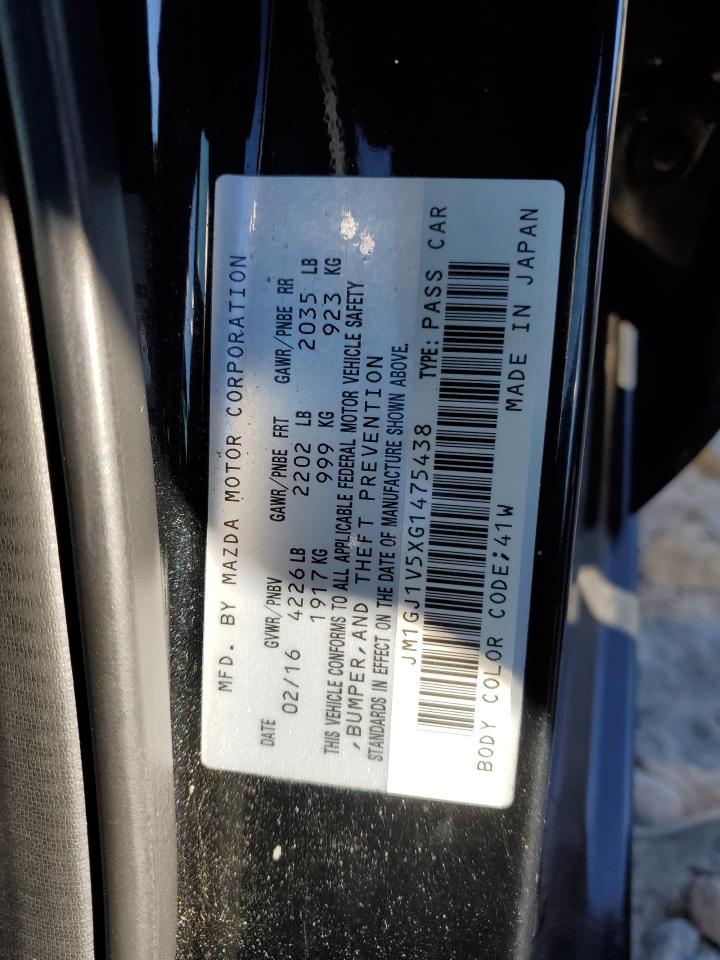 MFD. BY MAZDA MOTOR CORPORATION
DATE GVWR/PNBV GAWR/PNBE FRT GAWR/PNBE RR
02/16 4226 LB 2202 LB 2035 LB
1917 KG 999 KG 923 KG
THIS VEHICLE CONFORMS TO ALL APPLICABLE FEDERAL MOTOR VEHICLE SAFETY
,BUMPER,AND THEFT PREVENTION
STANDARDS IN EFFECT ON THE DATE OF MANUFACTURE SHOWN ABOVE.
JM1GJ1V5XG1475438 TYPE: PASS CAR
BODY COLOR CODE;41W MADE IN JAPAN